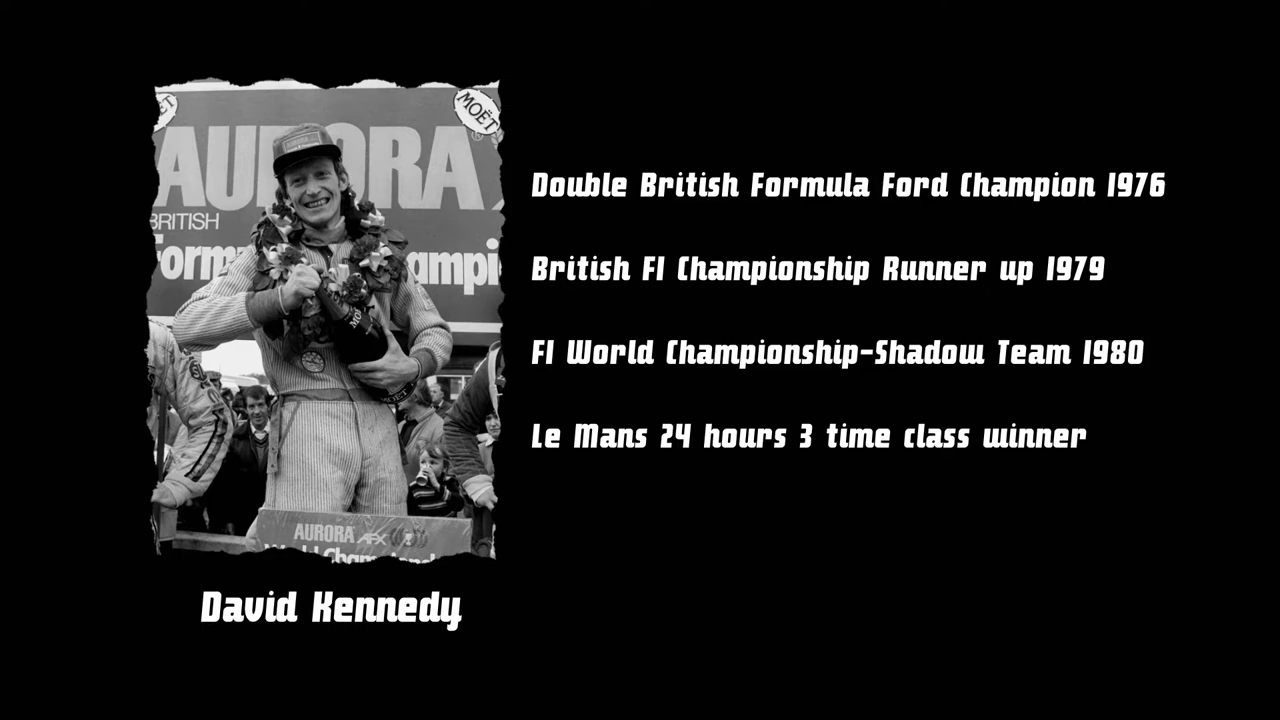 MOËT
AURORA
BRITISH
David Kennedy
Double British Formula Ford Champion 1976
British F1 Championship Runner up 1979
F1 World Championship-Shadow Team 1980
Le Mans 24 hours 3 time class winner
AURORA AFX